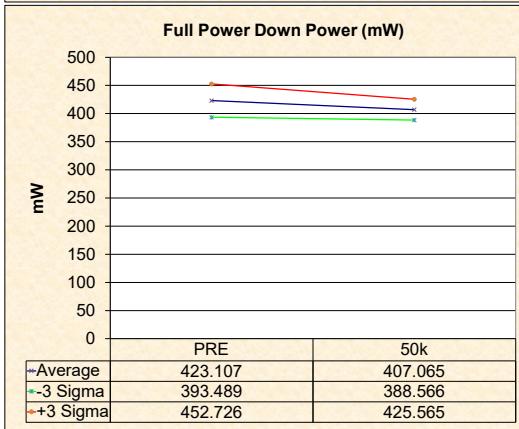 Full Power Down Power (mW)
500
450
400
350
300
250
200
150
100
50
0
mW
PRE 50k
Average 423.107 407.065
-3 Sigma 393.489 388.566
+3 Sigma 452.726 425.565